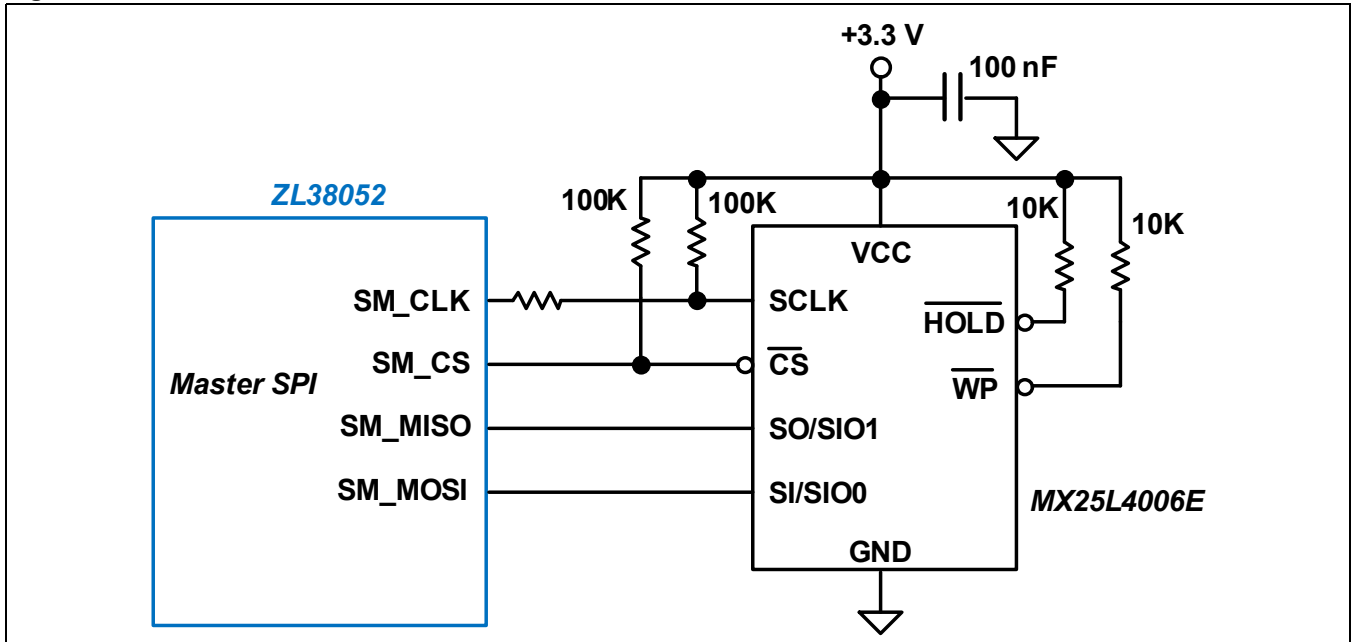 +3.3 V
100 nF
ZL38052
100K
100K
10K
10K
VCC
SM_CLK
SCLK
HOLD
SM_CS
CS
Master SPI
WP
SM_MISO
SO/SIO1
SM_MOSI
SI/SIO0
MX25L4006E
GND